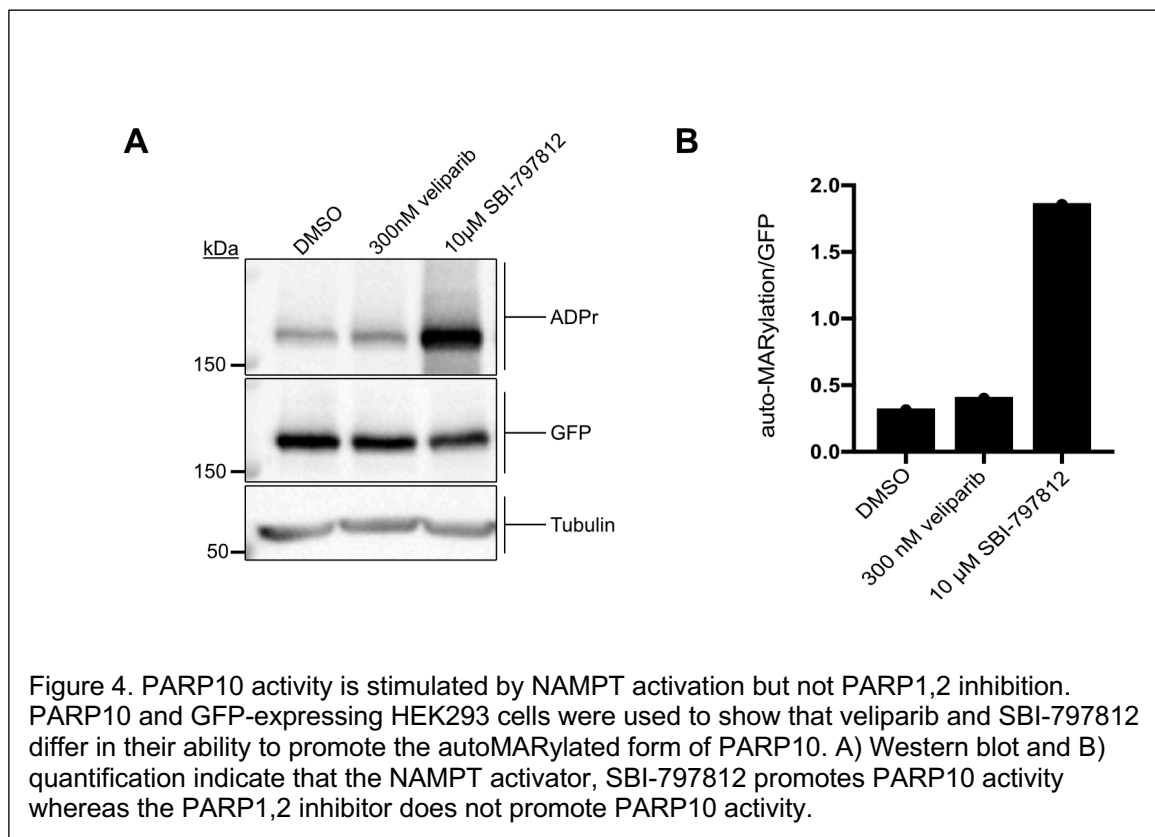 A
B
kDa
DMSO
300nM veliparib
10µM SBI-797812
ADPr
150
GFP
150
Tubulin
50
auto-MARylation/GFP
2.0
1.5
1.0
0.5
0.0
DMSO
300 nM veliparib
10 µM SBI-797812
Figure 4. PARP10 activity is stimulated by NAMPT activation but not PARP1,2 inhibition.
PARP10 and GFP-expressing HEK293 cells were used to show that veliparib and SBI-797812
differ in their ability to promote the autoMARylated form of PARP10. A) Western blot and B)
quantification indicate that the NAMPT activator, SBI-797812 promotes PARP10 activity
whereas the PARP1,2 inhibitor does not promote PARP10 activity.